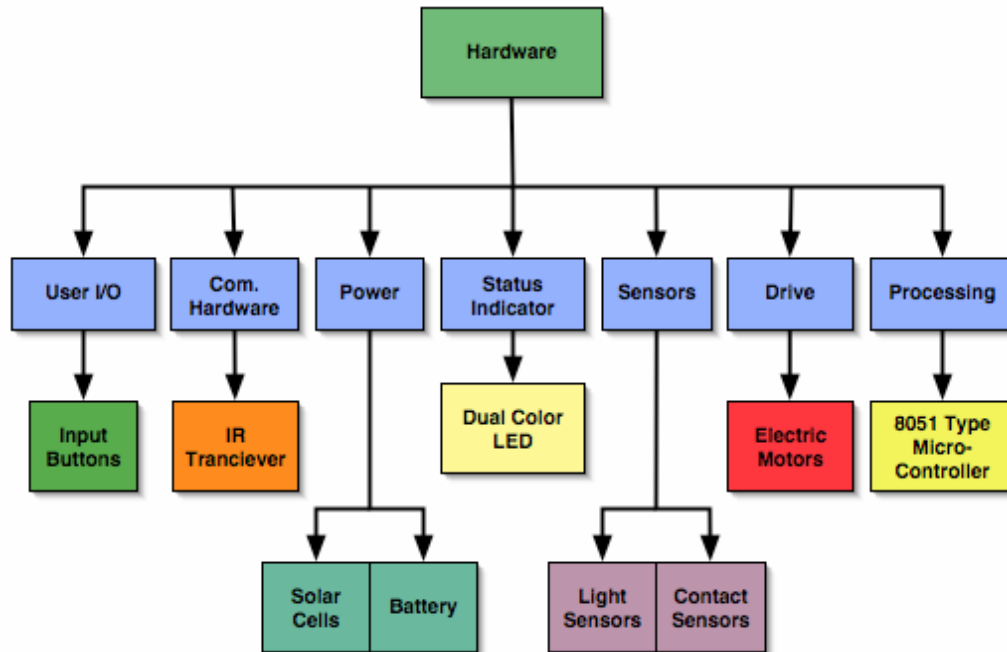 Hardware
User I/O
Com.
Hardware
Power
Status
Indicator
Sensors
Drive
Processing
Input
Buttons
IR
Tranciever
Dual Color
LED
Electric
Motors
8051 Type
Micro-
Controller
Solar
Cells
Battery
Light
Sensors
Contact
Sensors